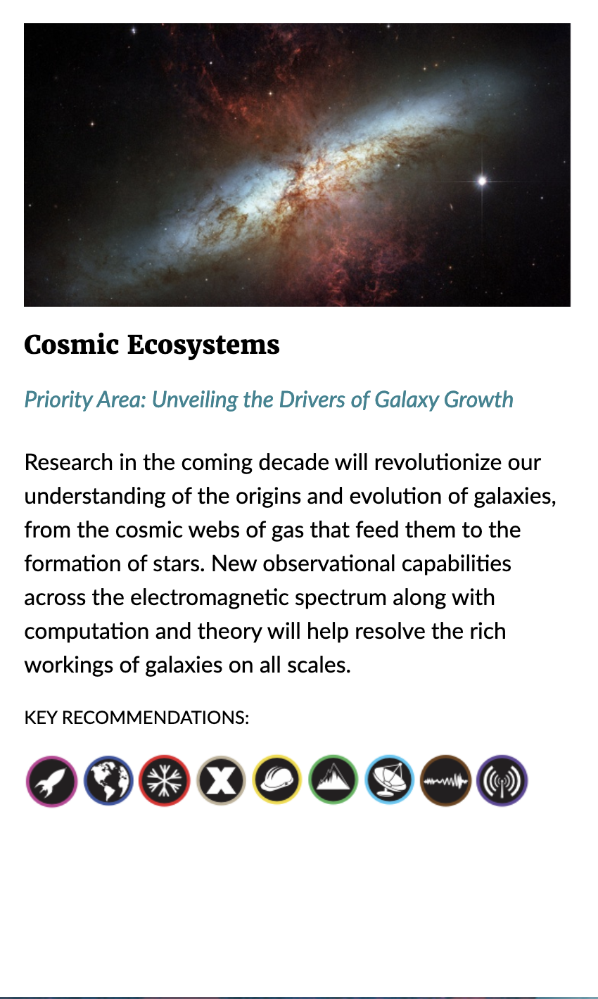 Cosmic Ecosystems
Priority Area: Unveiling the Drivers of Galaxy Growth
Research in the coming decade will revolutionize our
understanding of the origins and evolution of galaxies,
from the cosmic webs of gas that feed them to the
formation of stars. New observational capabilities
across the electromagnetic spectrum along with
computation and theory will help resolve the rich
workings of galaxies on all scales.
KEY RECOMMENDATIONS:
X